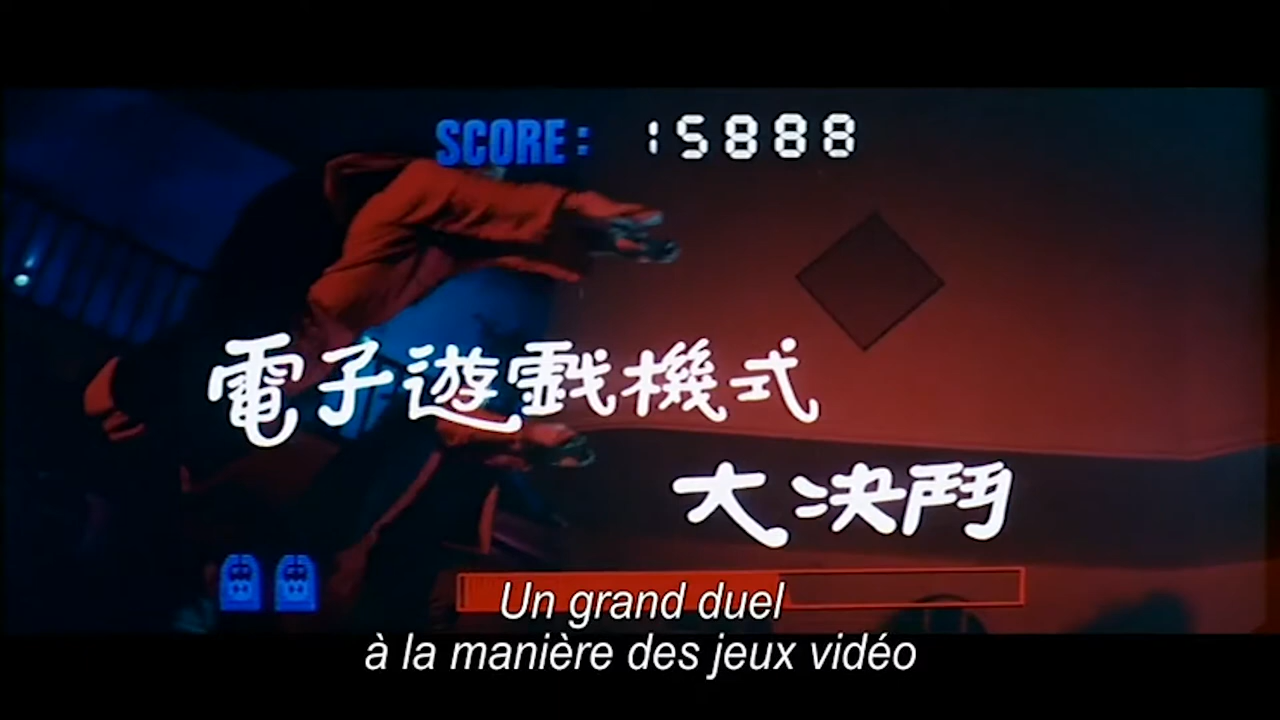 SCORE: 15888
電子遊戲機式
大決鬥
Un grand duel
à la manière des jeux vidéo